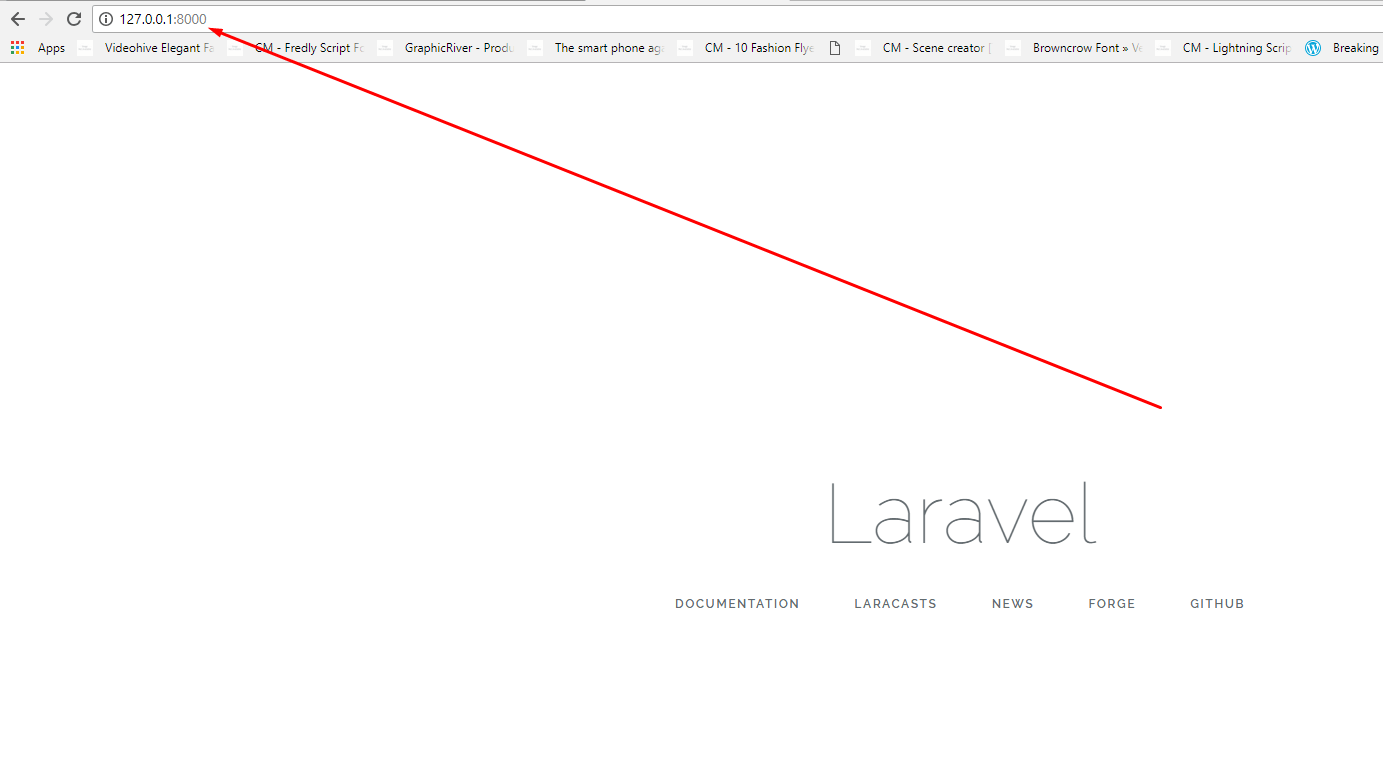 127.0.0.1:8000
Apps Videohive Elegant Fa CM - Fredly Script Fo GraphicRiver - Produ The smart phone aga CM - 10 Fashion Flye CM - Scene creator [ Browncrow Font » Ve CM - Lightning Scrip Breaking
Laravel
DOCUMENTATION LARACASTS NEWS FORGE GITHUB